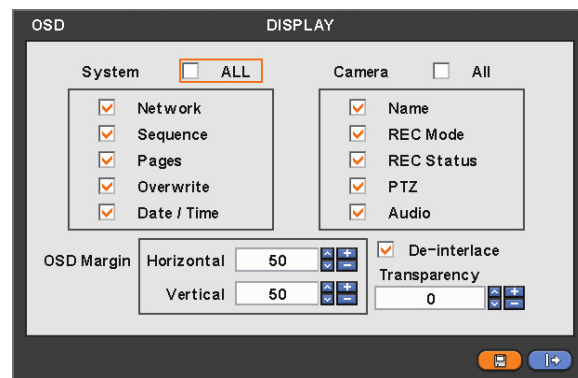 OSD DISPLAY
System ALL Camera All
Network Name
Sequence REC Mode
Pages REC Status
Overwrite PTZ
Date / Time Audio
OSD Margin Horizontal 50 De-interlace
Transparency
Vertical 50 0